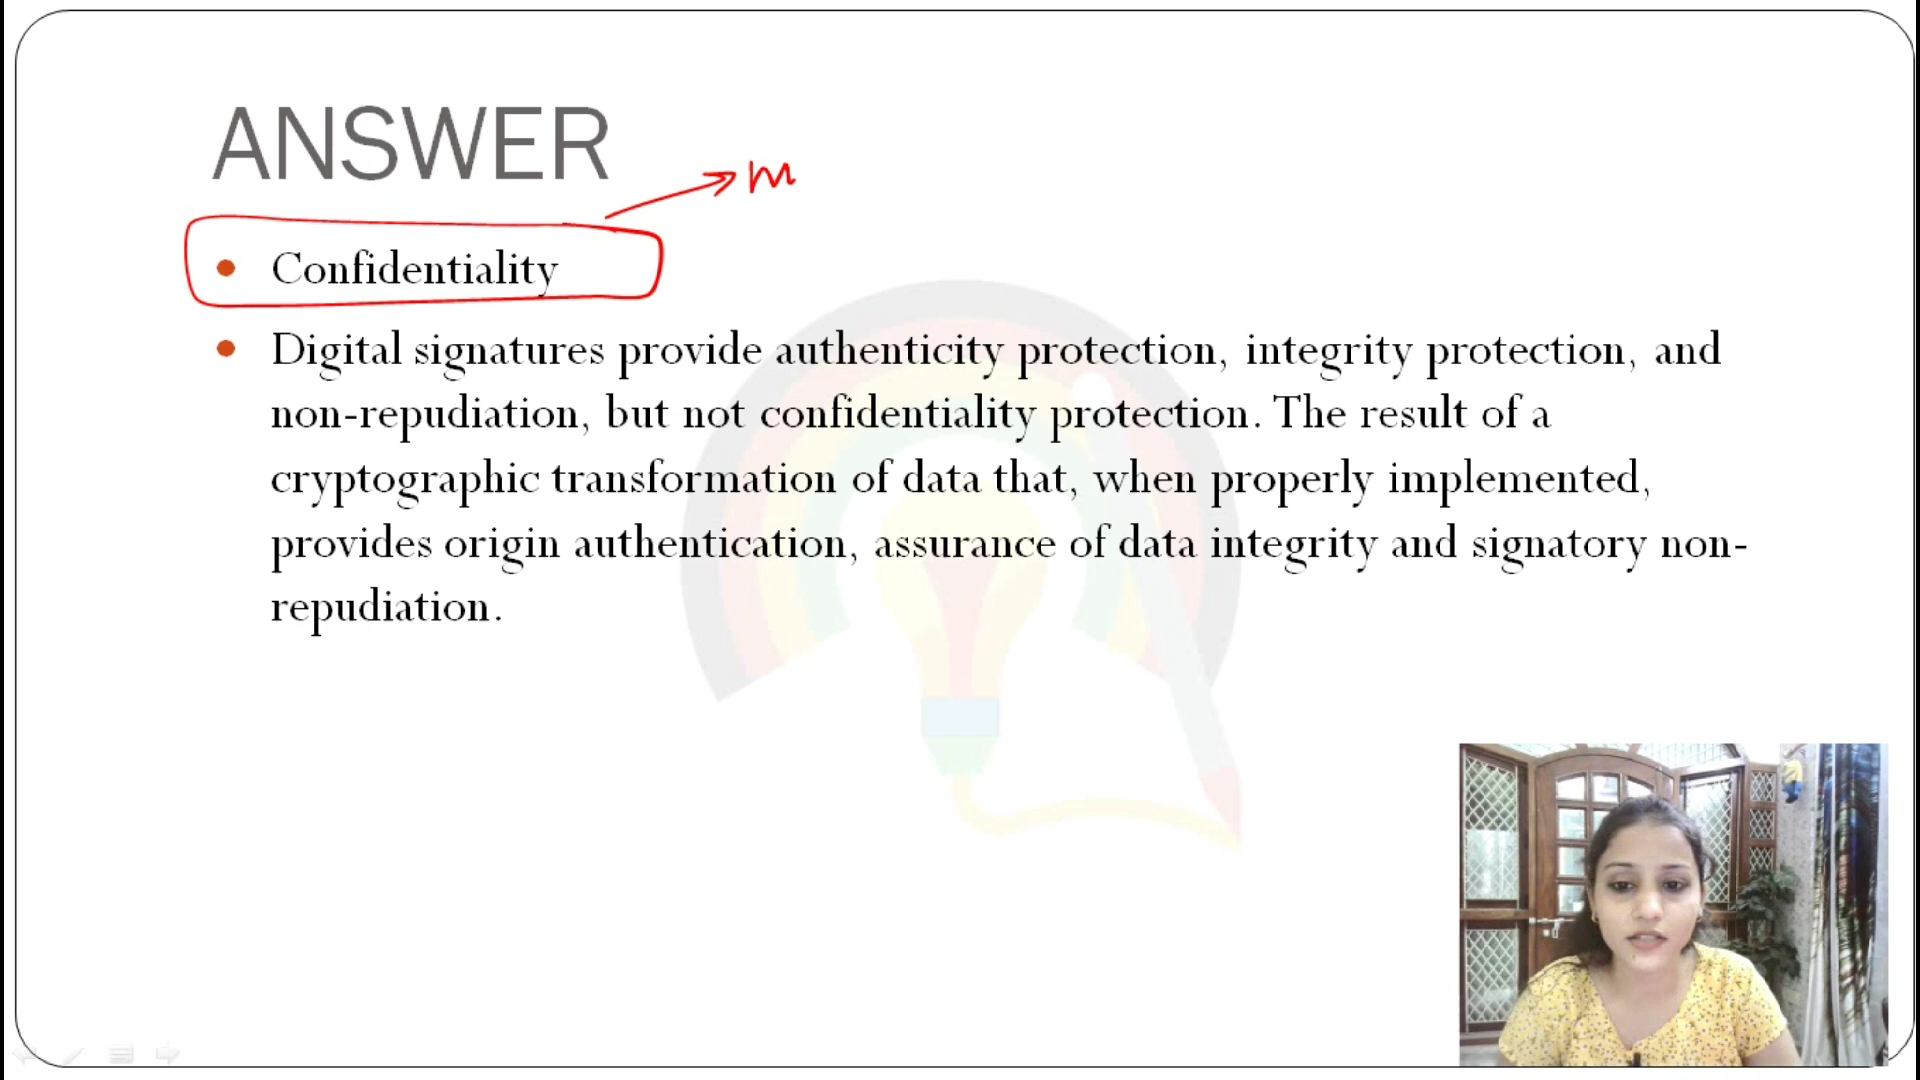 ANSWER
m
Confidentiality
Digital signatures provide authenticity protection, integrity protection, and
non-repudiation, but not confidentiality protection. The result of a
cryptographic transformation of data that, when properly implemented,
provides origin authentication, assurance of data integrity and signatory non-
repudiation.